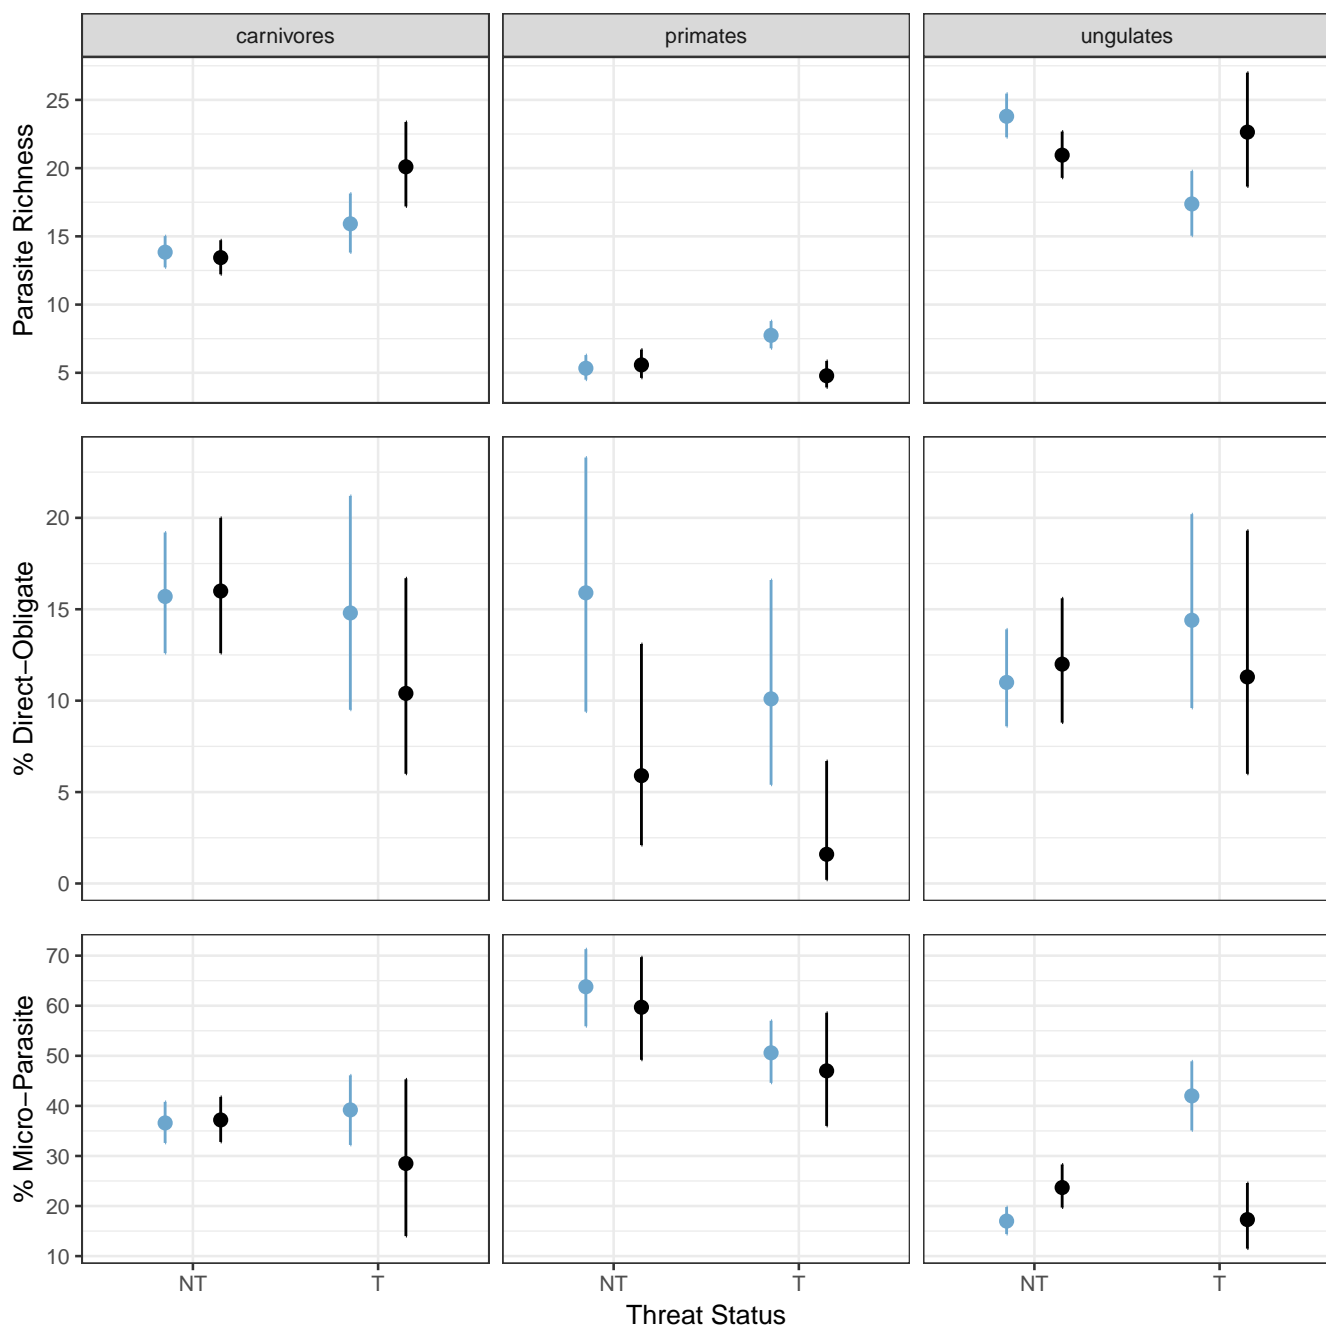 carnivores
primates
ungulates
Parasite Richness
25
20
15
10
5
% Direct−Obligate
20
15
10
5
0
% Micro−Parasite
70
60
50
40
30
20
10
NT
T
NT
T
NT
T
Threat Status